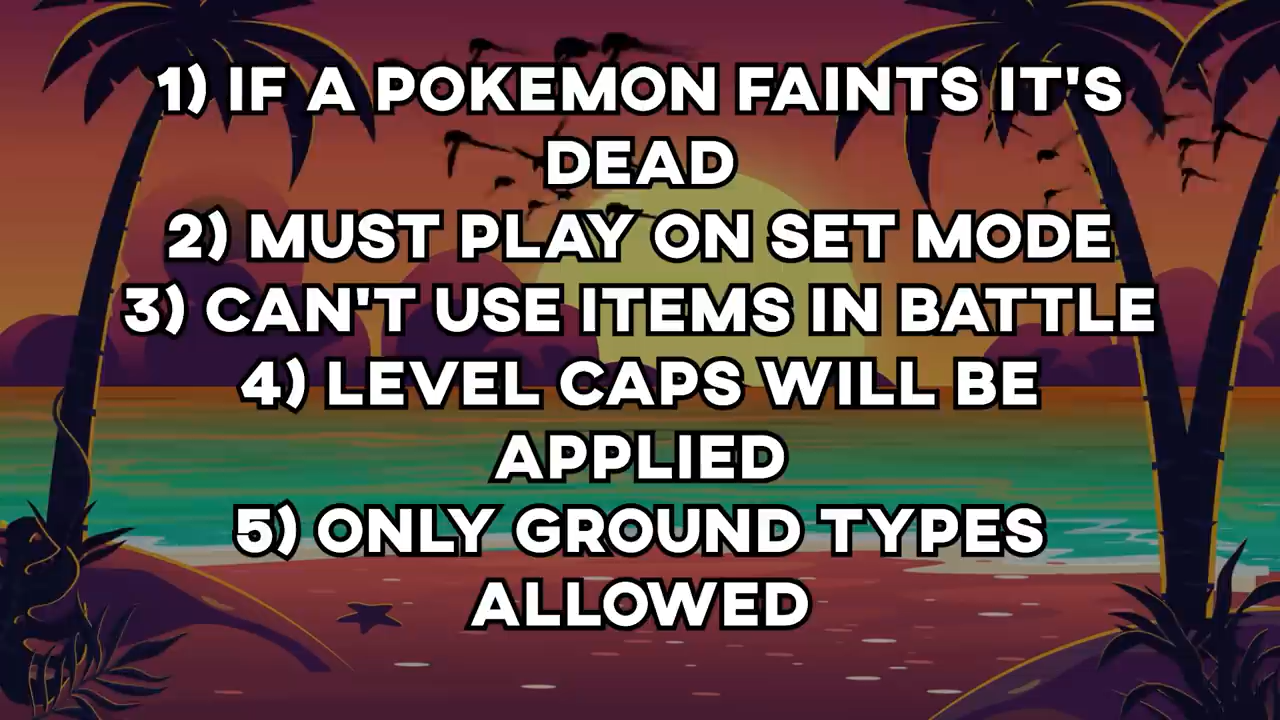 1) IF A POKEMON FAINTS IT'S
DEAD
2) MUST PLAY ON SET MODE
3) CAN'T USE ITEMS IN BATTLE
4) LEVEL CAPS WILL BE
APPLIED
5) ONLY GROUND TYPES
ALLOWED